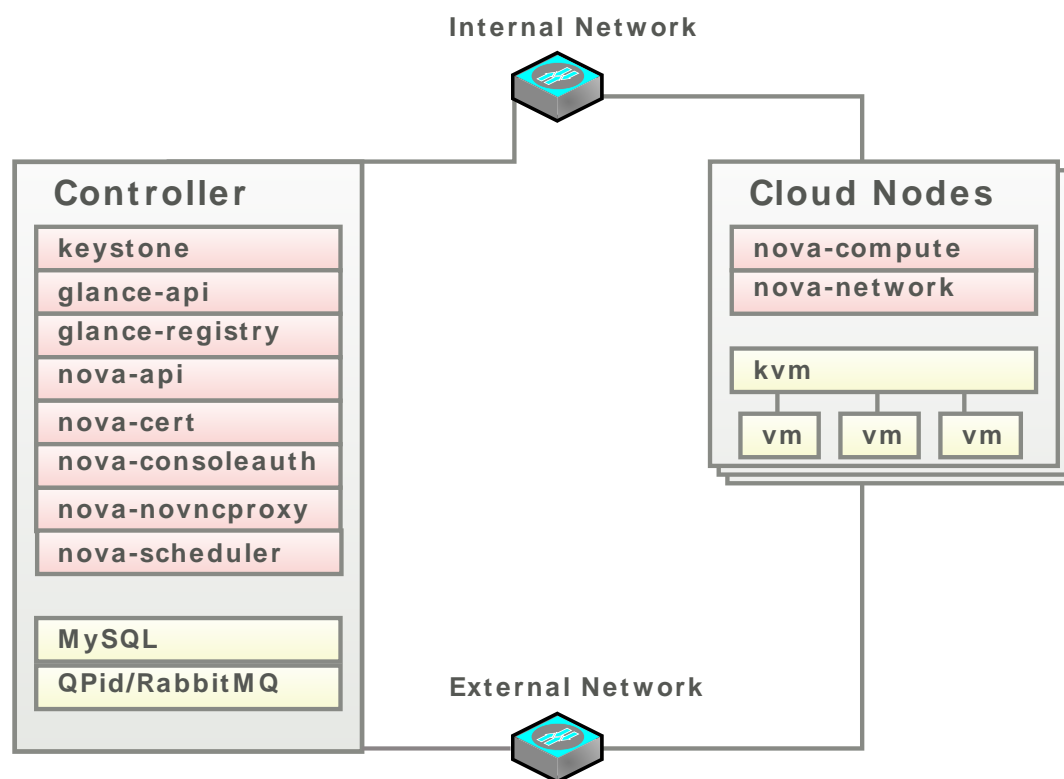 Internal Network
Controller
keystone
glance-api
glance-registry
nova-api
nova-cert
nova-consoleauth
nova-novncproxy
nova-scheduler
MySQL
QPid/RabbitMQ
Cloud Nodes
nova-compute
nova-network
kvm
vm vm vm
External Network